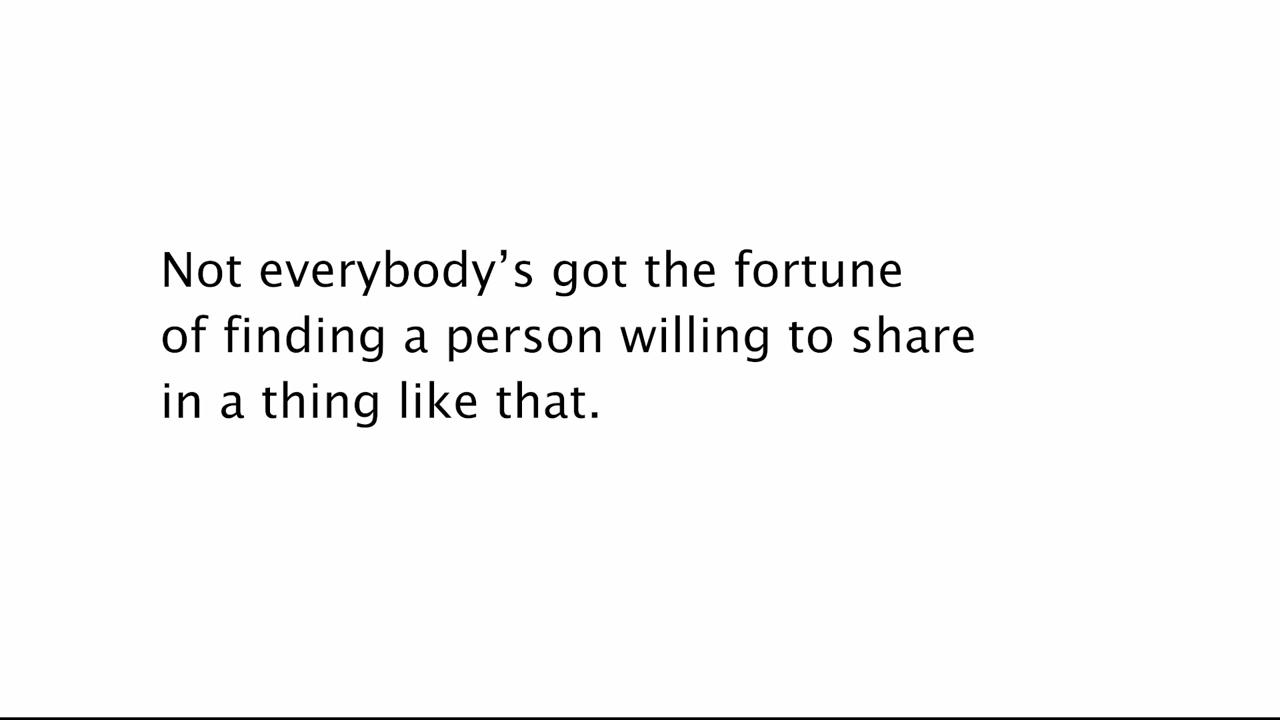 Not everybody’s got the fortune
of finding a person willing to share
in a thing like that.